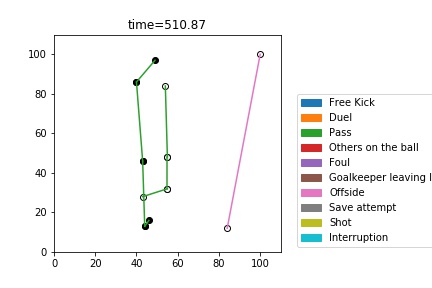 time=510.87
100
80
60
40
20
0
0 20 40 60 80 100
Free Kick
Duel
Pass
Others on the ball
Foul
Goalkeeper leaving l
Offside
Save attempt
Shot
Interruption